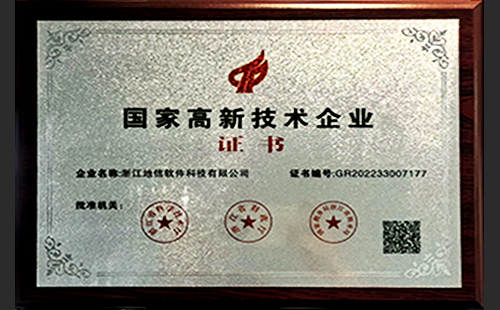 国家高新技术企业
证书
企业名称:浙江地信软件科技有限公司 证书编号:GR202233007177
批准机关: